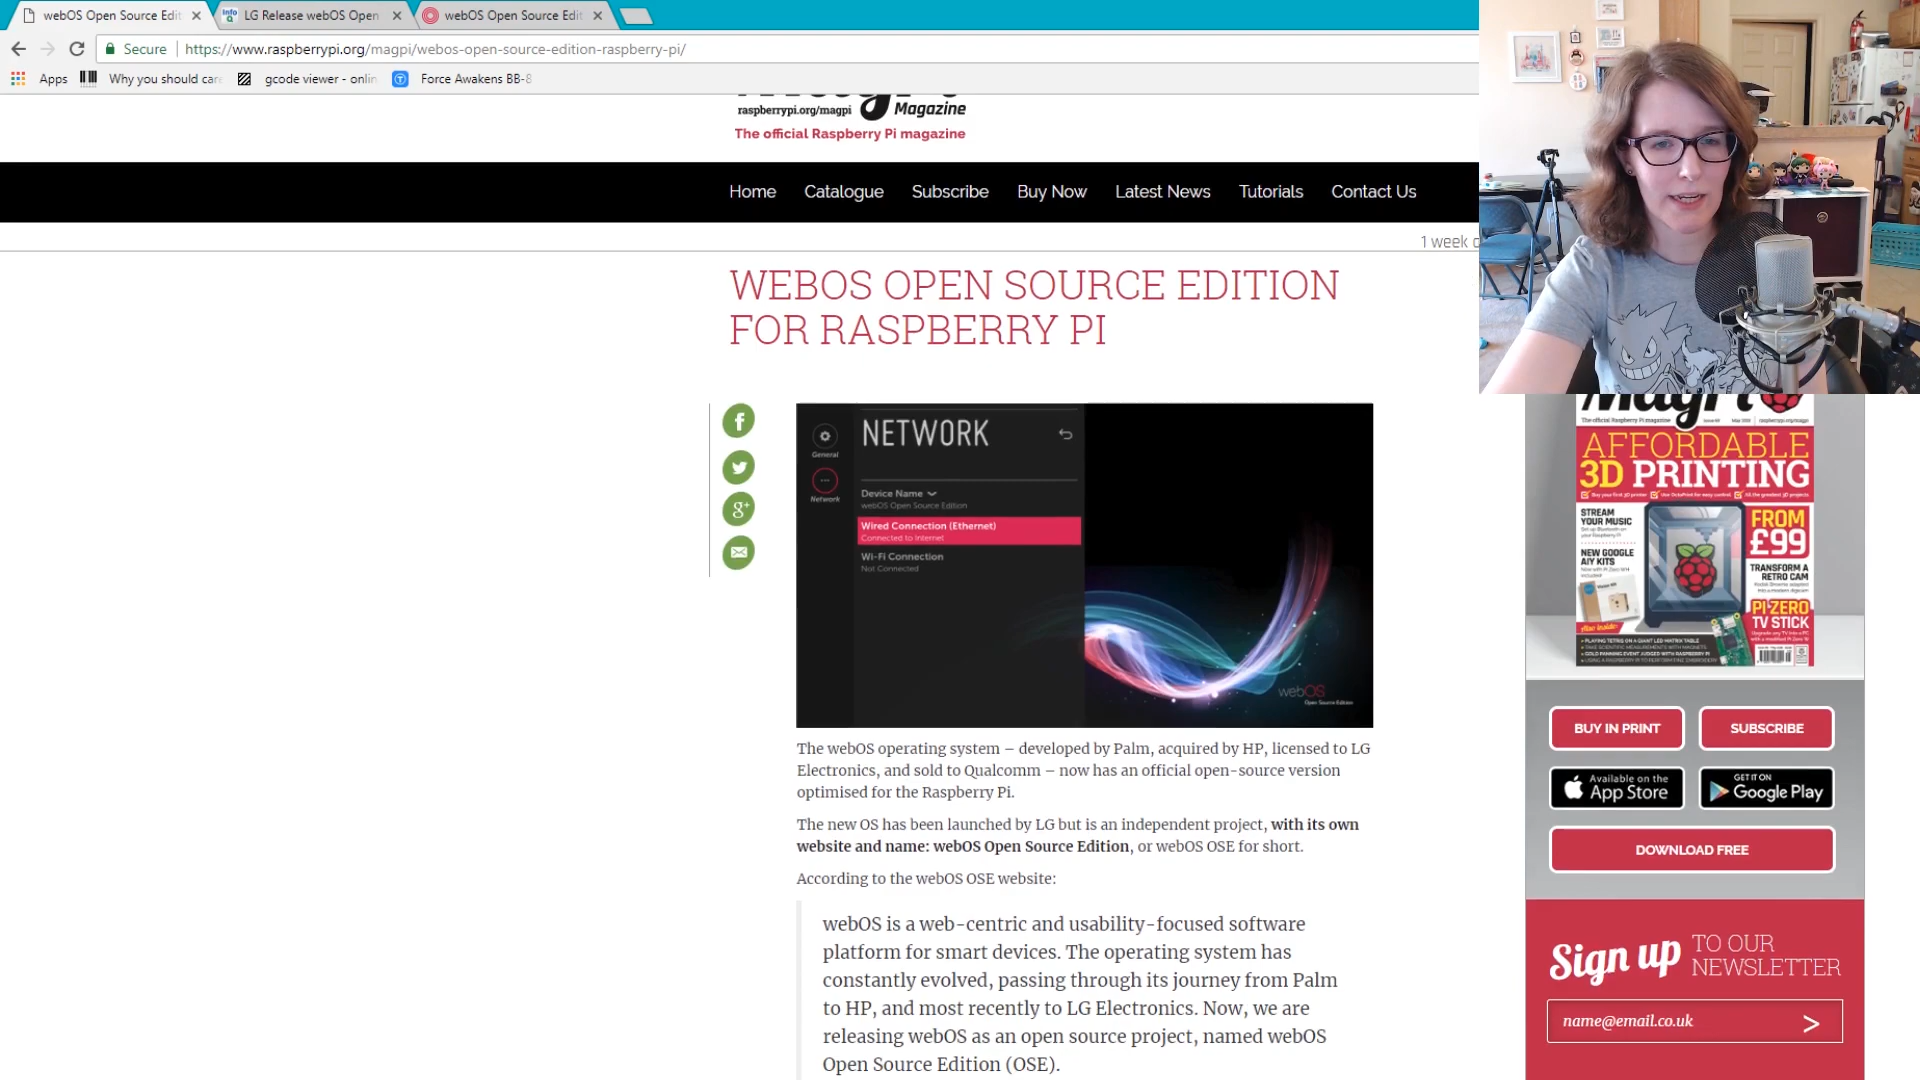 webOS Open Source Edit
LG Release webOS Open
webOS Open Source Edit
Secure
https://www.raspberrypi.org/magpi/webos-open-source-edition-raspberry-pi/
Apps
Why you should car
gcode viewer - onlin
Force Awakens BB-8
raspberrypi.org/magpi
Magazine
The official Raspberry Pi magazine
Home Catalogue Subscribe Buy Now Latest News Tutorials Contact Us
1 week
WEBOS OPEN SOURCE EDITION
FOR RASPBERRY PI
NETWORK
General
Network
Device Name
webOS Open Source Edition
Wired Connection (Ethernet)
Connected to Internet
Wi-Fi Connection
Not Connected
webOS
Open Source Edition
The webOS operating system – developed by Palm, acquired by HP, licensed to LG
Electronics, and sold to Qualcomm – now has an official open-source version
optimised for the Raspberry Pi.
The new OS has been launched by LG but is an independent project, with its own
website and name: webOS Open Source Edition, or webOS OSE for short.
According to the webOS OSE website:
webOS is a web-centric and usability-focused software
platform for smart devices. The operating system has
constantly evolved, passing through its journey from Palm
to HP, and most recently to LG Electronics. Now, we are
releasing webOS as an open source project, named webOS
Open Source Edition (OSE).
The official Raspberry Pi magazine
AFFORDABLE
3D PRINTING
STREAM
YOUR MUSIC
NEW GOOGLE
AIY KITS
FROM
£99
TRANSFORM A
RETRO CAM
PI ZERO
TV STICK
Also inside:
BUY IN PRINT
SUBSCRIBE
Available on the
App Store
GET IT ON
Google Play
DOWNLOAD FREE
Sign up TO OUR
NEWSLETTER
name@email.co.uk